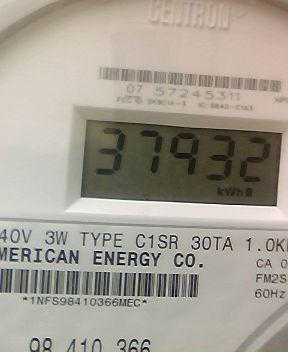 CENTRON®
07 57245311
37932
kWh
40V 3W TYPE C1SR 30TA 1.0K
MERICAN ENERGY CO.
CA 0
FM2S
*1NFS98410366MEC*
60Hz
98 410 366